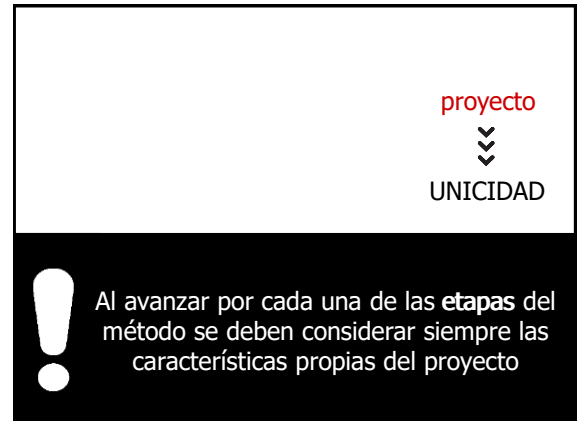 proyecto
UNICIDAD
Al avanzar por cada una de las etapas del
método se deben considerar siempre las
características propias del proyecto